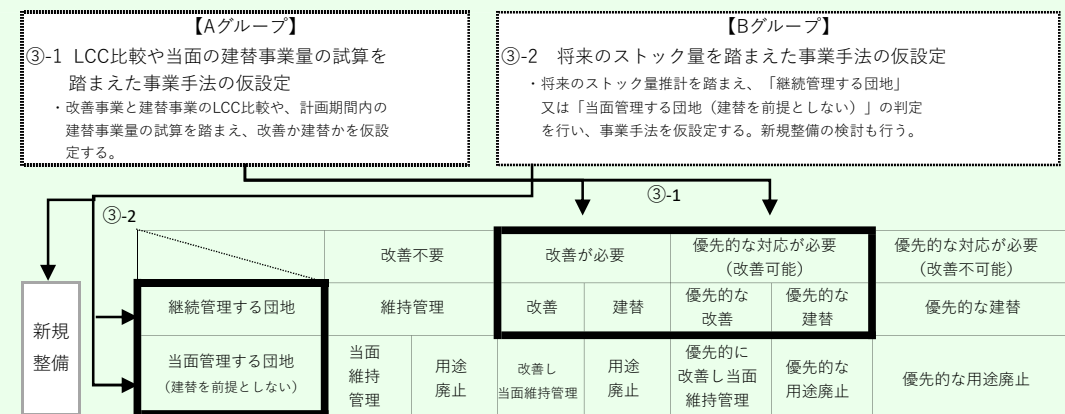 【Aグループ】
③-1 LCC比較や当面の建替事業量の試算を
踏まえた事業手法の仮設定
・改善事業と建替事業のLCC比較や、計画期間内の
建替事業量の試算を踏まえ、改善か建替かを仮設
定する。
【Bグループ】
③-2 将来のストック量を踏まえた事業手法の仮設定
・将来のストック量推計を踏まえ、「継続管理する団地」
又は「当面管理する団地（建替を前提としない）」の判定
を行い、事業手法を仮設定する。新規整備の検討も行う。
③-1
③-2
改善不要
改善が必要
優先的な対応が必要
（改善可能）
優先的な対応が必要
（改善不可能）
継続管理する団地
維持管理
改善
建替
優先的な
改善
優先的な
建替
優先的な建替
新規
整備
当面管理する団地
（建替を前提としない）
当面
維持
管理
用途
廃止
改善し
当面維持管理
用途
廃止
優先的に
改善し当面
維持管理
優先的な
用途廃止
優先的な用途廃止